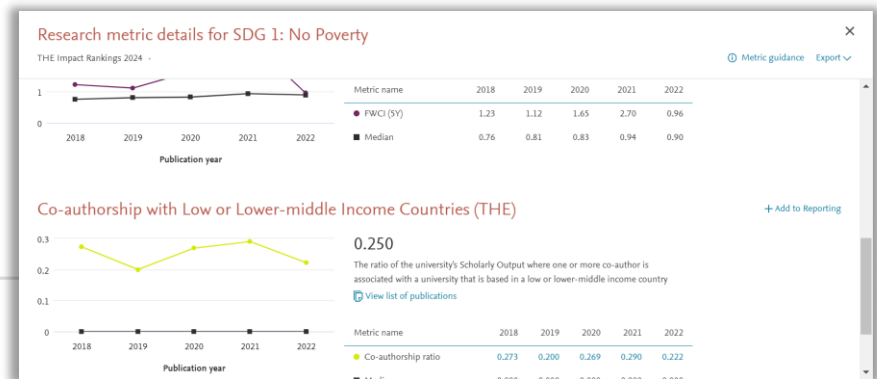 Research metric details for SDG 1: No Poverty
THE Impact Rankings 2024 ·
Metric guidance Export
1
0
2018 2019 2020 2021 2022
Publication year
Metric name 2018 2019 2020 2021 2022
FWCI (5Y) 1.23 1.12 1.65 2.70 0.96
Median 0.76 0.81 0.83 0.94 0.90
Co-authorship with Low or Lower-middle Income Countries (THE)
+ Add to Reporting
0.3
0.2
0.1
0
2018 2019 2020 2021 2022
Publication year
0.250
The ratio of the university's Scholarly Output where one or more co-author is
associated with a university that is based in a low or lower-middle income country
View list of publications
Metric name 2018 2019 2020 2021 2022
Co-authorship ratio 0.273 0.200 0.269 0.290 0.222